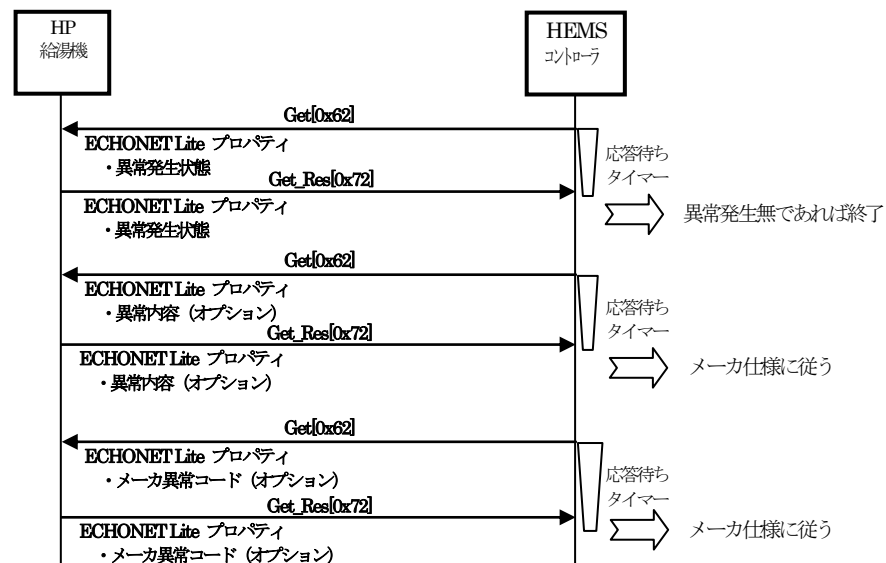 HP
給湯機
HEMS
コントローラ
Get[0x62]
ECHONET Lite プロパティ
・異常発生状態
応答待ち
タイマー
Get_Res[0x72]
ECHONET Lite プロパティ
・異常発生状態
異常発生無であれば終了
Get[0x62]
ECHONET Lite プロパティ
・異常内容（オプション）
応答待ち
タイマー
Get_Res[0x72]
ECHONET Lite プロパティ
・異常内容（オプション）
メーカ仕様に従う
Get[0x62]
ECHONET Lite プロパティ
・メーカ異常コード（オプション）
応答待ち
タイマー
Get_Res[0x72]
ECHONET Lite プロパティ
・メーカ異常コード（オプション）
メーカ仕様に従う